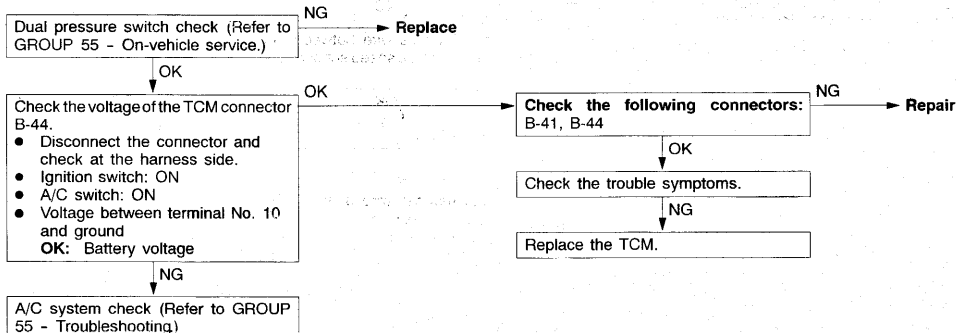 Dual pressure switch check (Refer to
GROUP 55 - On-vehicle service.)
NG
Replace
OK
Check the voltage of the TCM connector
B-44.
● Disconnect the connector and
check at the harness side.
● Ignition switch: ON
● A/C switch: ON
● Voltage between terminal No. 10
and ground
OK: Battery voltage
OK
Check the following connectors:
B-41, B-44
NG
Repair
OK
Check the trouble symptoms.
NG
Replace the TCM.
NG
A/C system check (Refer to GROUP
55 - Troubleshooting)